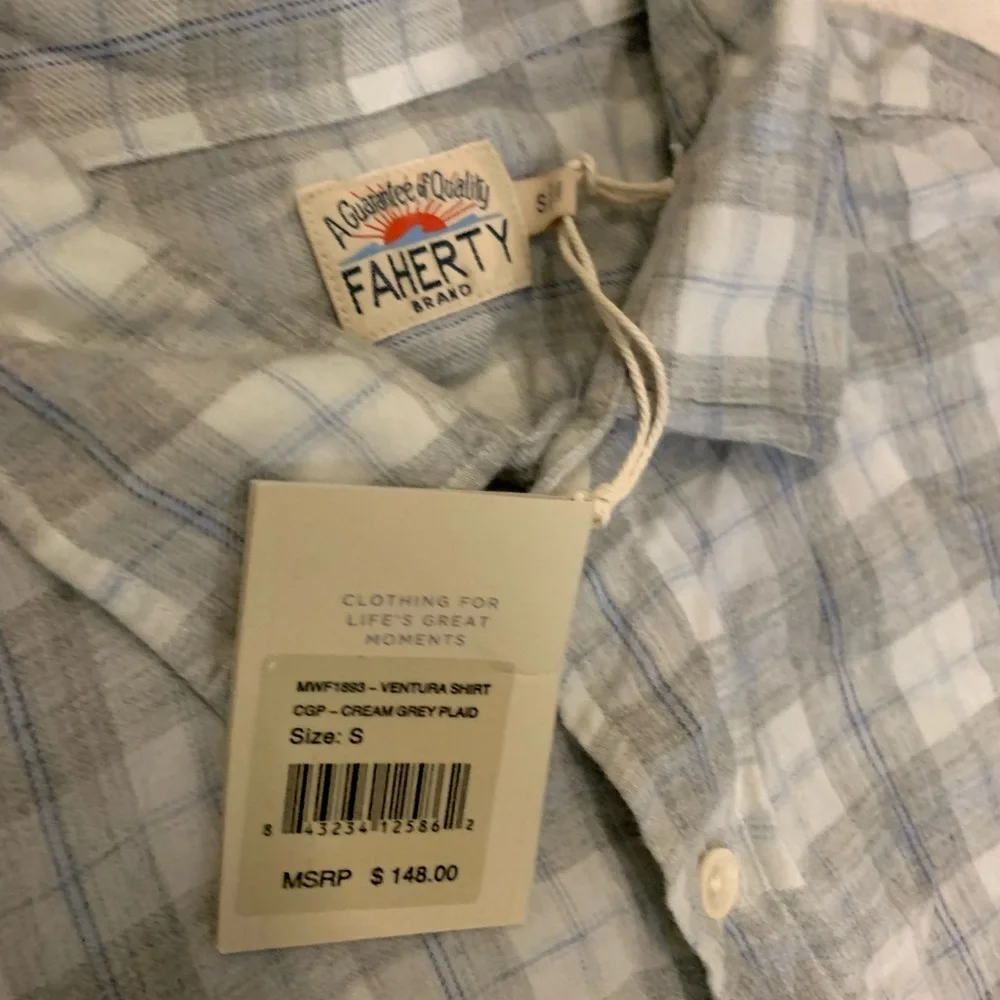 A Guarantee of Quality
FAHERTY
BRAND
S
CLOTHING FOR
LIFE'S GREAT
MOMENTS
MWF1893 – VENTURA SHIRT
CGP – CREAM GREY PLAID
Size: S
8 43234 12586 2
MSRP $ 148.00